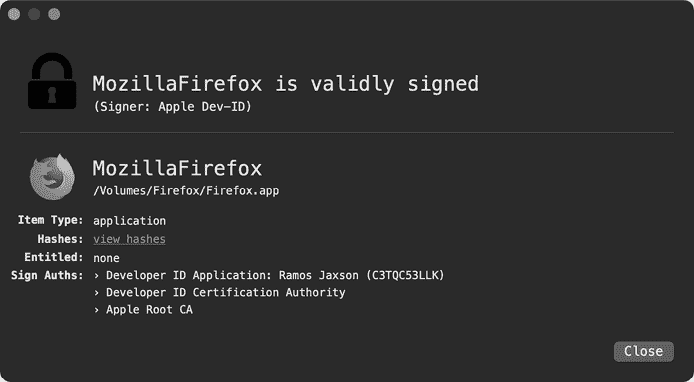 MozillaFirefox is validly signed
(Signer: Apple Dev-ID)
MozillaFirefox
/Volumes/Firefox/Firefox.app
Item Type: application
Hashes: view hashes
Entitled: none
Sign Auths: › Developer ID Application: Ramos Jaxson (C3TQC53LLK)
› Developer ID Certification Authority
› Apple Root CA
Close